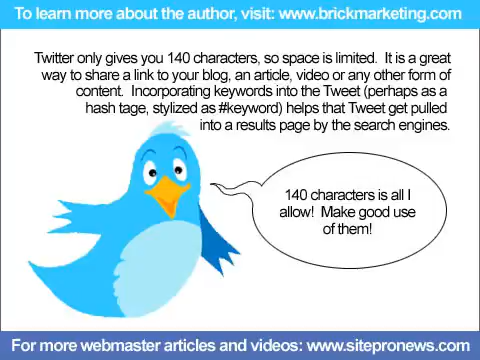 To learn more about the author, visit: www.brickmarketing.com
Twitter only gives you 140 characters, so space is limited.  It is a great
way to share a link to your blog, an article, video or any other form of
content.  Incorporating keywords into the Tweet (perhaps as a
hash tage, stylized as #keyword) helps that Tweet get pulled
into a results page by the search engines.
140 characters is all I
allow!  Make good use
of them!
For more webmaster articles and videos: www.sitepronews.com